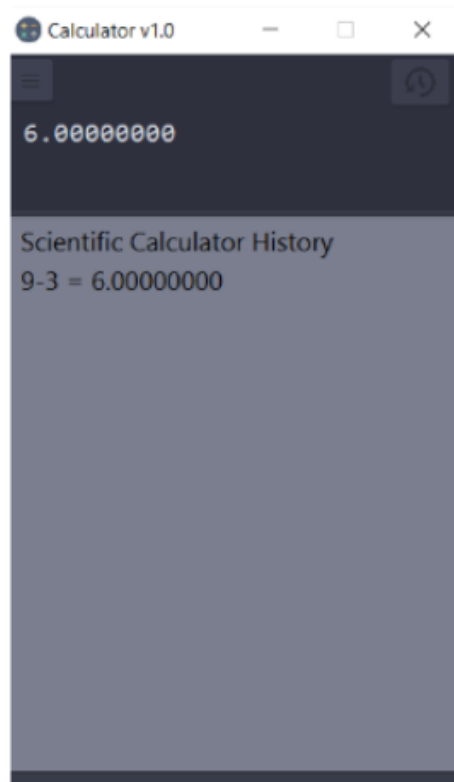 Calculator v1.0
6.00000000
Scientific Calculator History
9-3 = 6.00000000